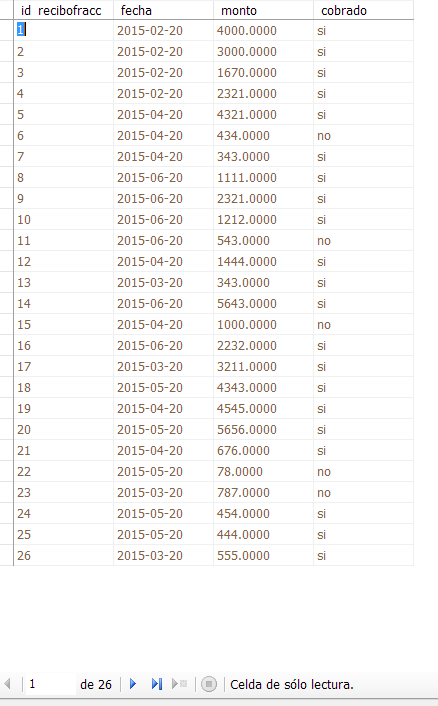 id_recibofracc fecha monto cobrado
1 2015-02-20 4000.0000 si
2 2015-02-20 3000.0000 si
3 2015-02-20 1670.0000 si
4 2015-02-20 2321.0000 si
5 2015-04-20 4321.0000 si
6 2015-04-20 434.0000 no
7 2015-04-20 343.0000 si
8 2015-06-20 1111.0000 si
9 2015-06-20 2321.0000 si
10 2015-06-20 1212.0000 si
11 2015-06-20 543.0000 no
12 2015-04-20 1444.0000 si
13 2015-03-20 343.0000 si
14 2015-06-20 5643.0000 si
15 2015-04-20 1000.0000 no
16 2015-06-20 2232.0000 si
17 2015-03-20 3211.0000 si
18 2015-05-20 4343.0000 si
19 2015-04-20 4545.0000 si
20 2015-05-20 5656.0000 si
21 2015-04-20 676.0000 si
22 2015-05-20 78.0000 no
23 2015-03-20 787.0000 no
24 2015-05-20 454.0000 si
25 2015-05-20 444.0000 si
26 2015-03-20 555.0000 si
1 de 26 Celda de sólo lectura.